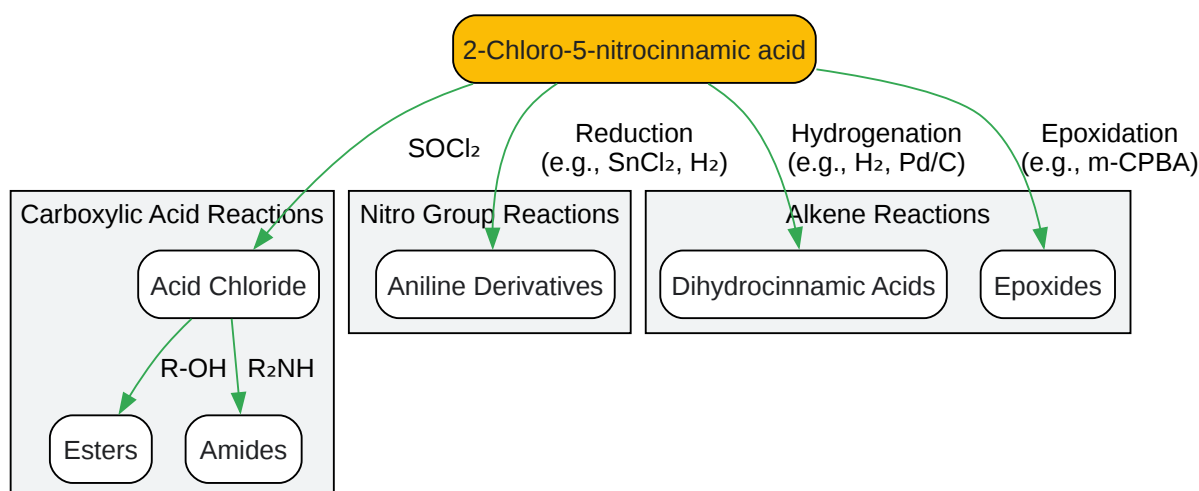 2-Chloro-5-nitrocinnamic acid
SOCl₂
Reduction
(e.g., SnCl₂, H₂)
Hydrogenation
(e.g., H₂, Pd/C)
Epoxidation
(e.g., m-CPBA)
Carboxylic Acid Reactions
Nitro Group Reactions
Alkene Reactions
Acid Chloride
Aniline Derivatives
Dihydrocinnamic Acids
Epoxides
R-OH
R₂NH
Esters
Amides